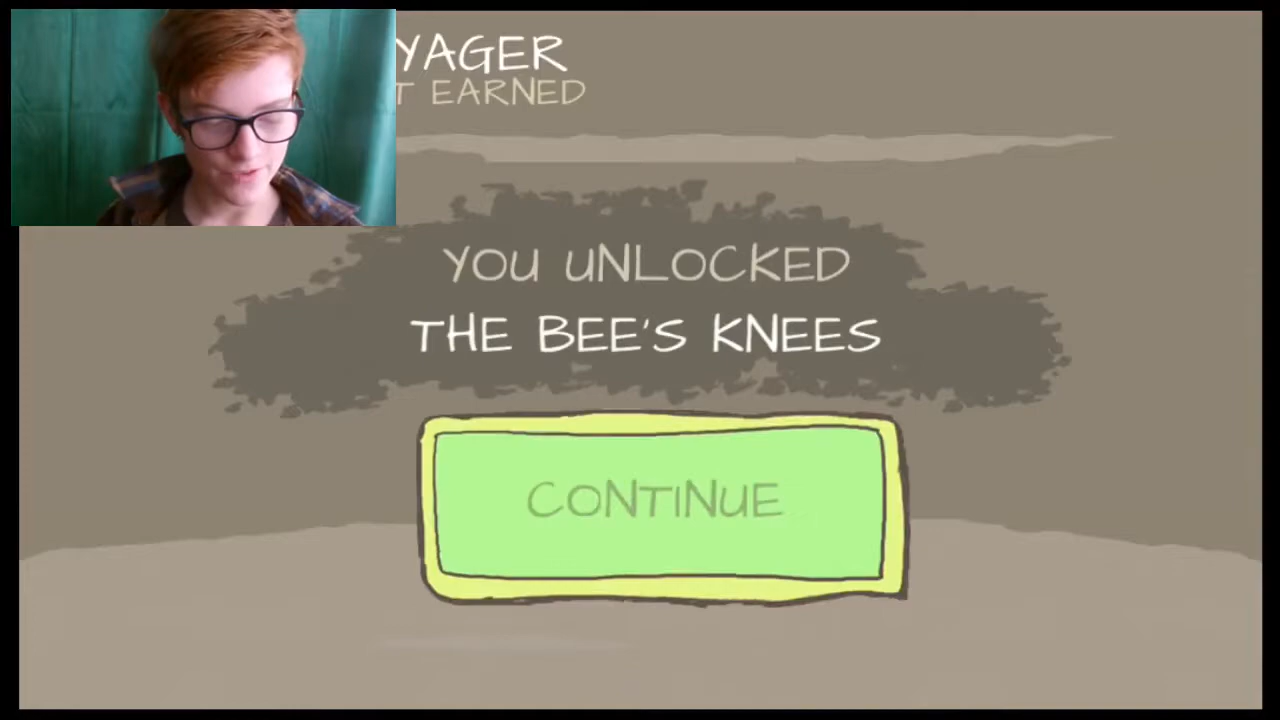 YAGER
T EARNED
YOU UNLOCKED
THE BEE'S KNEES
CONTINUE